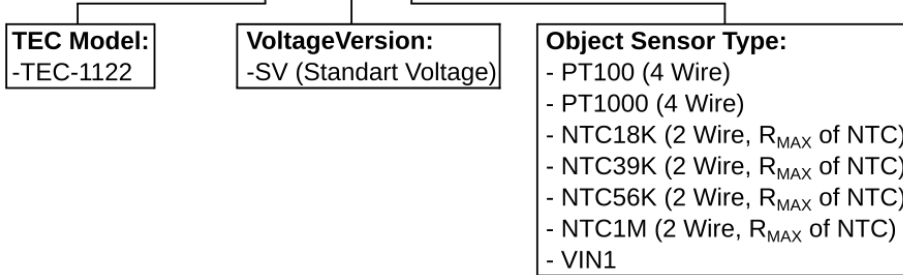 TEC Model:
-TEC-1122
VoltageVersion:
-SV (Standart Voltage)
Object Sensor Type:
- PT100 (4 Wire)
- PT1000 (4 Wire)
- NTC18K (2 Wire, RMAX of NTC)
- NTC39K (2 Wire, RMAX of NTC)
- NTC56K (2 Wire, RMAX of NTC)
- NTC1M (2 Wire, RMAX of NTC)
- VIN1